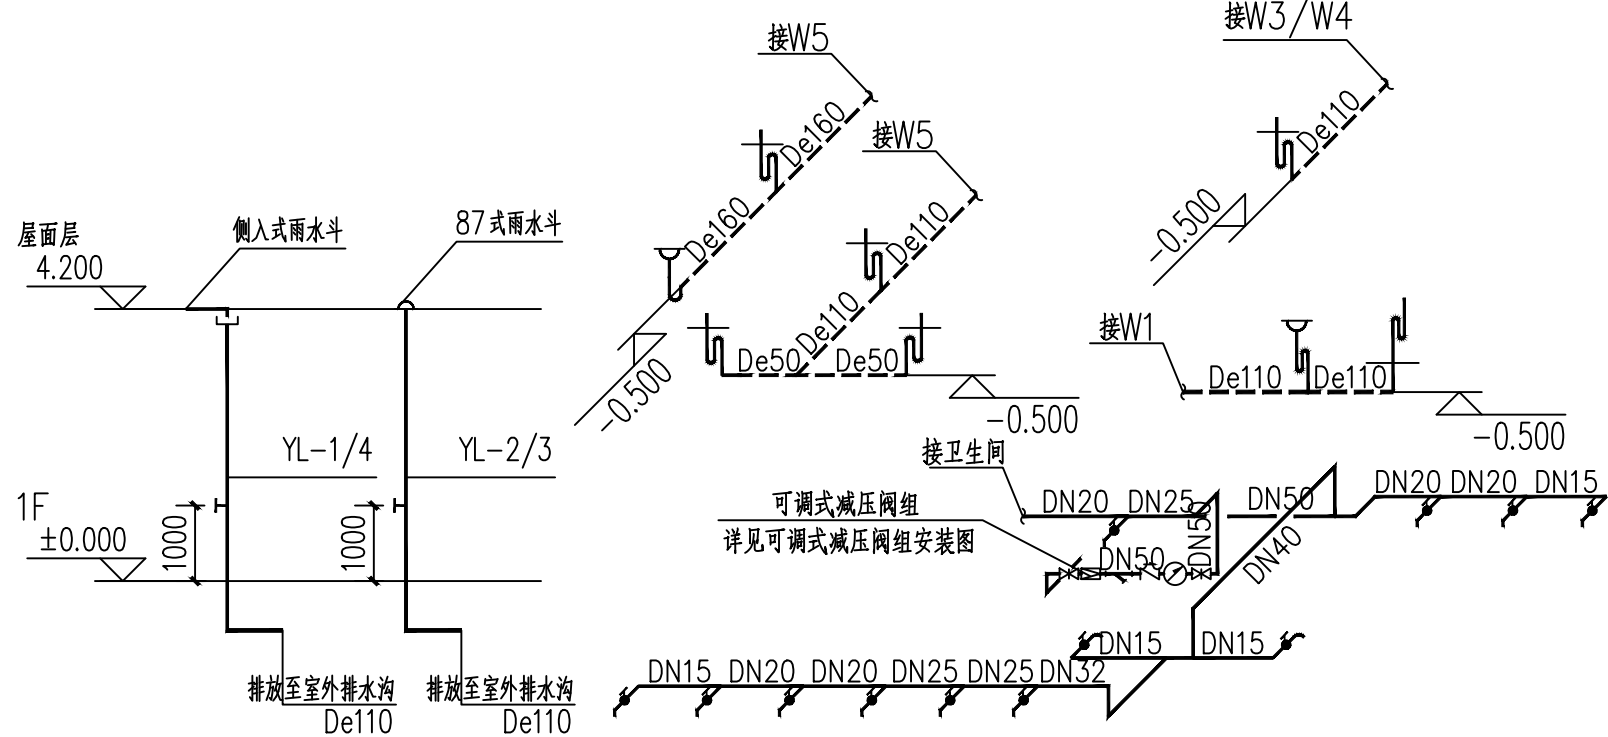 屋面层
4.200
侧入式雨水斗
87式雨水斗
YL-1/4
YL-2/3
1F
±0.000
1000
1000
排放至室外排水沟
De110
排放至室外排水沟
De110
接W5
De160
De160
-0.500
接W5
De110
De110
De50
De50
-0.500
接W3/W4
De110
-0.500
接W1
De110
De110
-0.500
接卫生间
DN20
DN25
DN50
DN20
DN20
DN15
可调式减压阀组
详见可调式减压阀组安装图
DN50
DN50
DN40
DN15
DN15
DN15
DN20
DN20
DN25
DN25
DN32